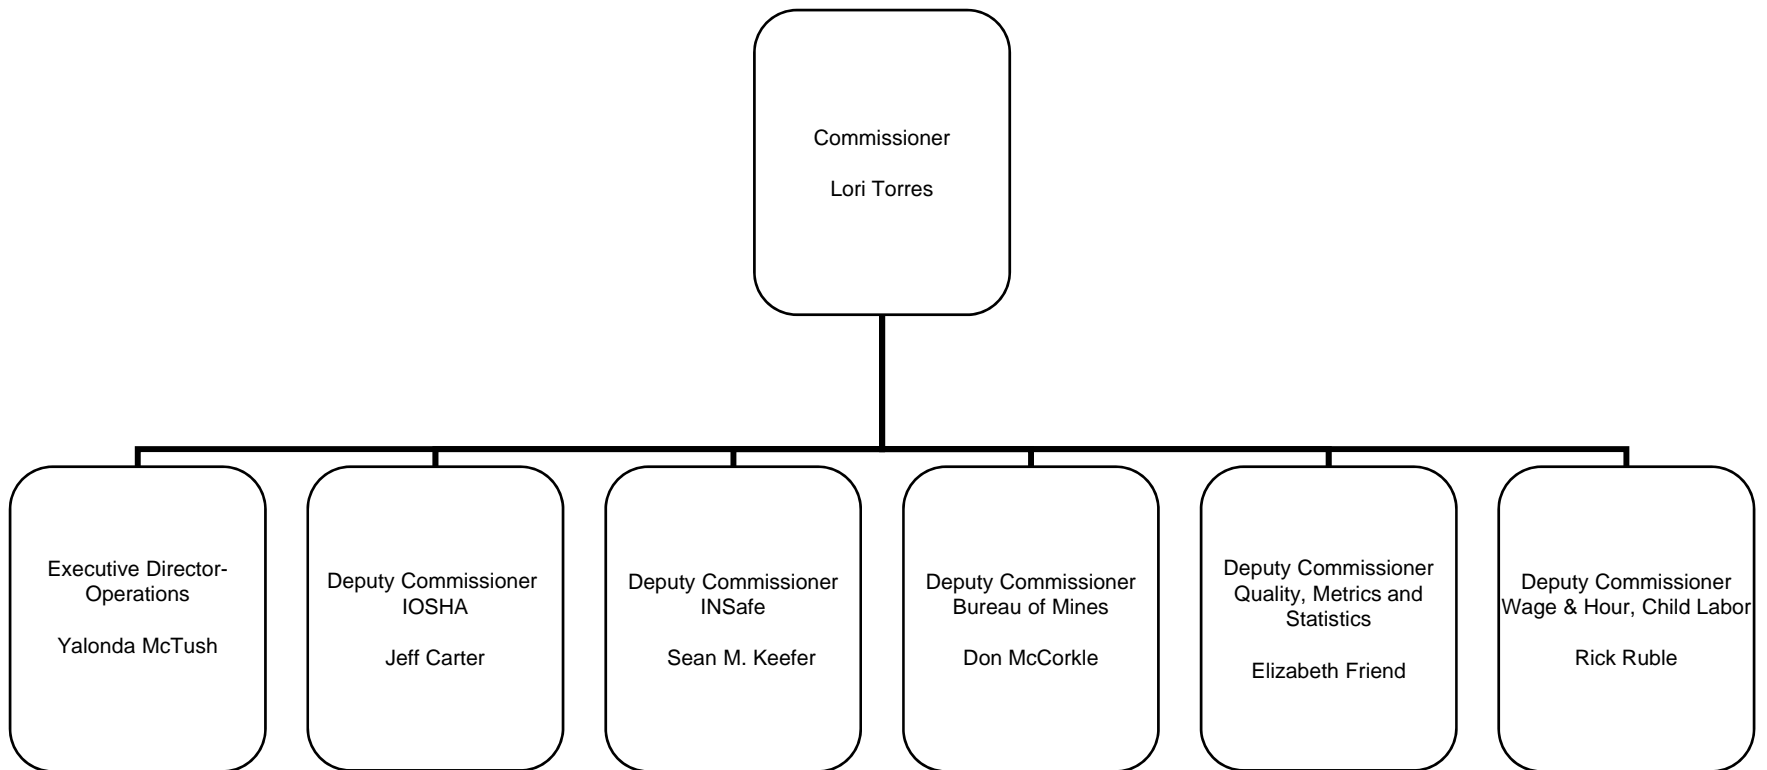 Commissioner
Lori Torres
Executive Director-
Operations
Yalonda McTush
Deputy Commissioner
IOSHA
Jeff Carter
Deputy Commissioner
INSafe
Sean M. Keefer
Deputy Commissioner
Bureau of Mines
Don McCorkle
Deputy Commissioner
Quality, Metrics and
Statistics
Elizabeth Friend
Deputy Commissioner
Wage & Hour, Child Labor
Rick Ruble